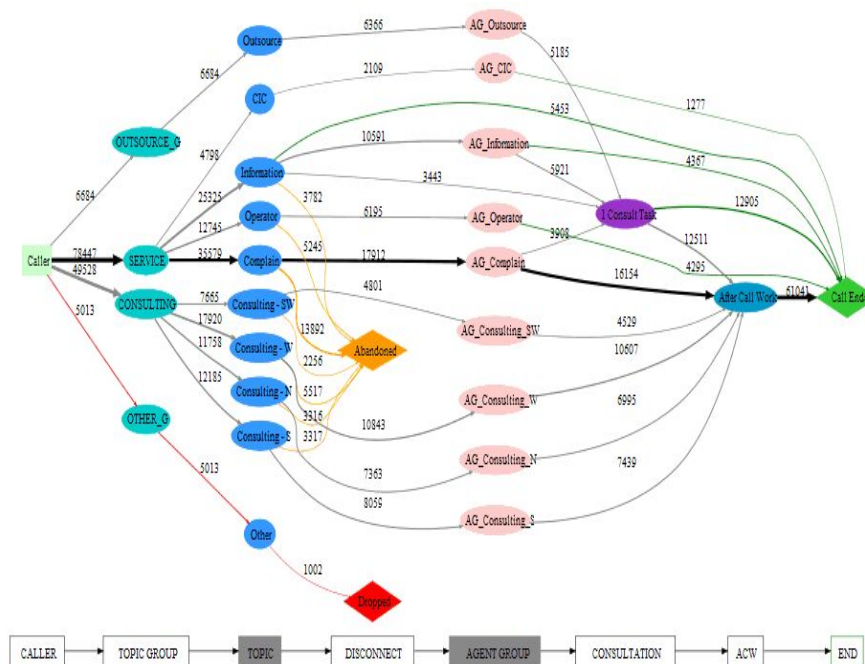 Outsource
6366
AG_Outsource
6684
5185
2109
AG_CIC
CIC
1277
5453
OUTSOURCE_G
4798
10591
AG_Information
4367
6684
25325
Information
3443
5921
3782
12905
12745
Operator
6195
AG_Operator
1 Consult Task
5245
3908
12511
Caller
78447
SERVICE
35579
Complain
17912
AG_Complain
4295
49528
16154
CONSULTING
7665
Consulting - SW
4801
After Call Work
61041
Call End
5013
17920
13892
AG_Consulting_SW
4529
11758
Consulting - W
2256
Abandoned
10607
12185
Consulting - N
5517
AG_Consulting_W
6995
OTHER_G
3316
10843
Consulting - S
3317
7439
5013
7363
AG_Consulting_N
8059
AG_Consulting_S
Other
1002
Dropped
CALLER
TOPIC GROUP
TOPIC
DISCONNECT
AGENT GROUP
CONSULTATION
ACW
END